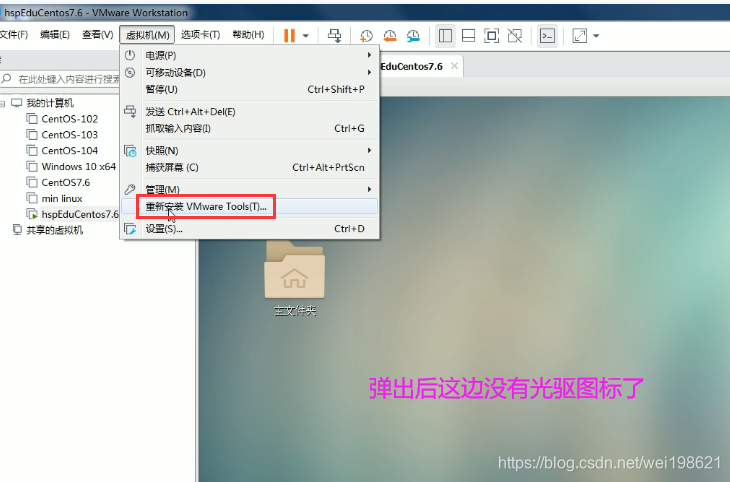 hspEduCentos7.6 - VMware Workstation
文件(F) 编辑(E) 查看(V) 虚拟机(M) 选项卡(T) 帮助(H)
电源(P)
可移动设备(D)
暂停(U) Ctrl+Shift+P
发送 Ctrl+Alt+Del(E)
抓取输入内容(I) Ctrl+G
快照(N)
捕获屏幕 (C) Ctrl+Alt+PrtScn
管理(M)
重新安装 VMware Tools(T)...
设置(S)... Ctrl+D
EduCentos7.6
在此处键入内容进行搜索
我的计算机
CentOS-102
CentOS-103
CentOS-104
Windows 10 x64
CentOS7.6
min linux
hspEduCentos7.6
共享的虚拟机
主文件夹
弹出后这边没有光驱图标了
https://blog.csdn.net/wei198621